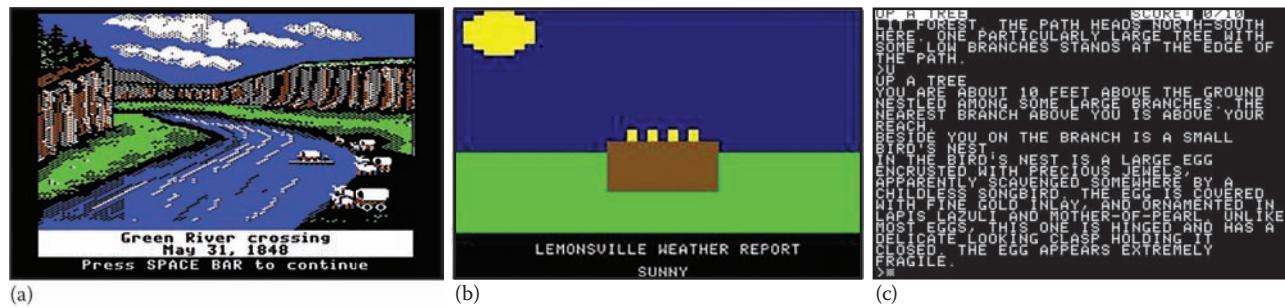 Green River crossing
May 31, 1848
Press SPACE BAR to continue
(a)
LEMONSVILLE WEATHER REPORT
SUNNY
(b)
UP A TREE SCORE: 0/10
LIT FOREST. THE PATH HEADS NORTH-SOUTH
HERE. ONE PARTICULARLY LARGE TREE WITH
SOME LOW BRANCHES STANDS AT THE EDGE OF
THE PATH.
>U
UP A TREE
YOU ARE ABOUT 10 FEET ABOVE THE GROUND
NESTLED AMONG SOME LARGE BRANCHES. THE
NEAREST BRANCH ABOVE YOU IS ABOVE YOUR
REACH.
BESIDE YOU ON THE BRANCH IS A SMALL
BIRD'S NEST.
IN THE BIRD'S NEST IS A LARGE EGG
ENCRUSTED WITH PRECIOUS JEWELS,
APPARENTLY SCAVENGED SOMEWHERE BY A
CHILDLESS SONGBIRD. THE EGG IS COVERED
WITH FINE GOLD INLAY, AND ORNAMENTED IN
LAPIS LAZULI AND MOTHER-OF-PEARL. UNLIKE
MOST EGGS, THIS ONE IS HINGED AND HAS A
DELICATE LOOKING CLASP HOLDING IT
CLOSED. THE EGG APPEARS EXTREMELY
FRAGILE.
>
(c)